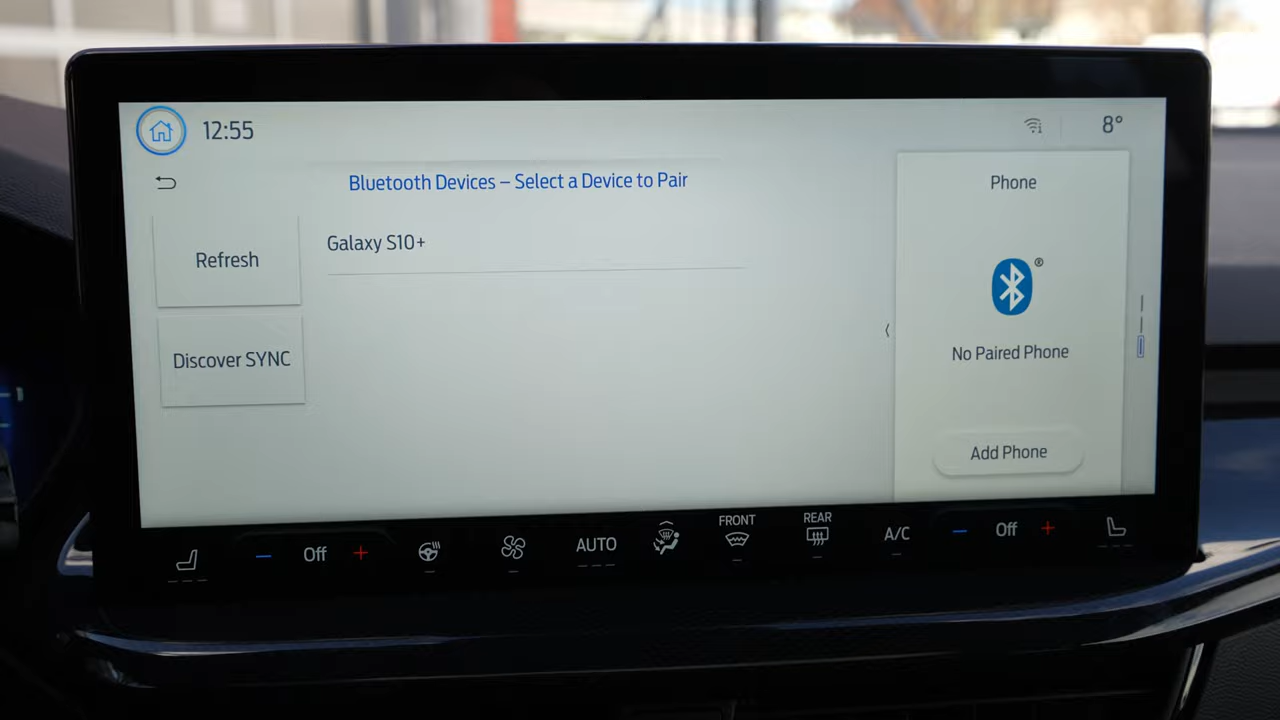 12:55
8°
Bluetooth Devices – Select a Device to Pair
Phone
Galaxy S10+
Refresh
®
Discover SYNC
No Paired Phone
Add Phone
Off
AUTO
FRONT
REAR
A/C
Off